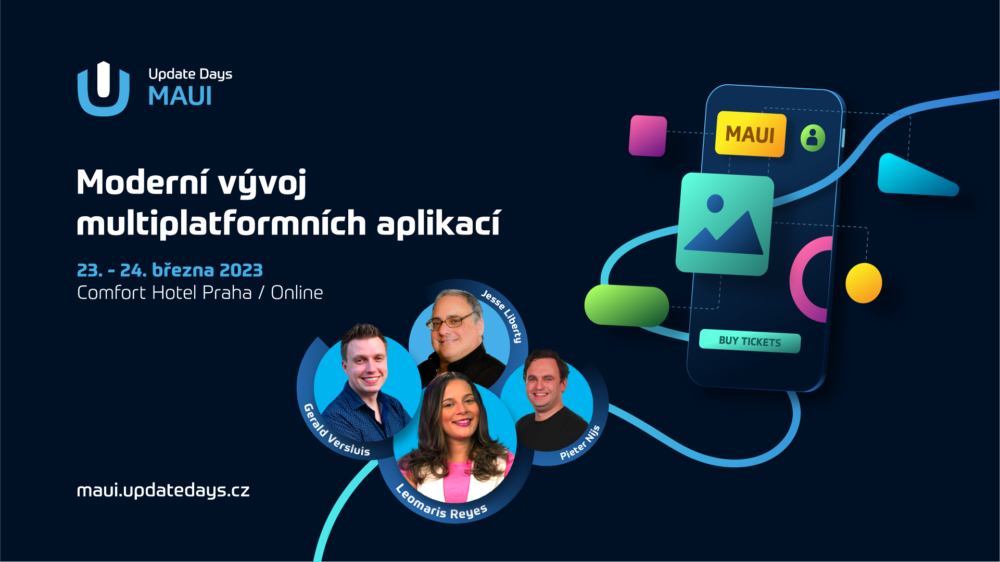 Update Days
MAUI
Moderní vývoj
multiplatformních aplikací
23. - 24. března 2023
Comfort Hotel Praha / Online
Jesse Liberty
Gerald Versluis
Pieter Nijs
Leomaris Reyes
maui.updatedays.cz
MAUI
BUY TICKETS